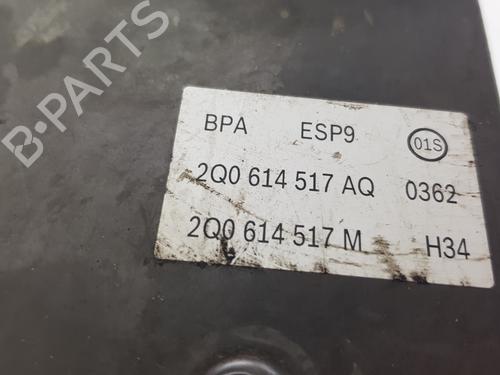 B-PARTS
BPA ESP9 01S
2Q0 614 517 AQ 0362
2Q0 614 517 M H34